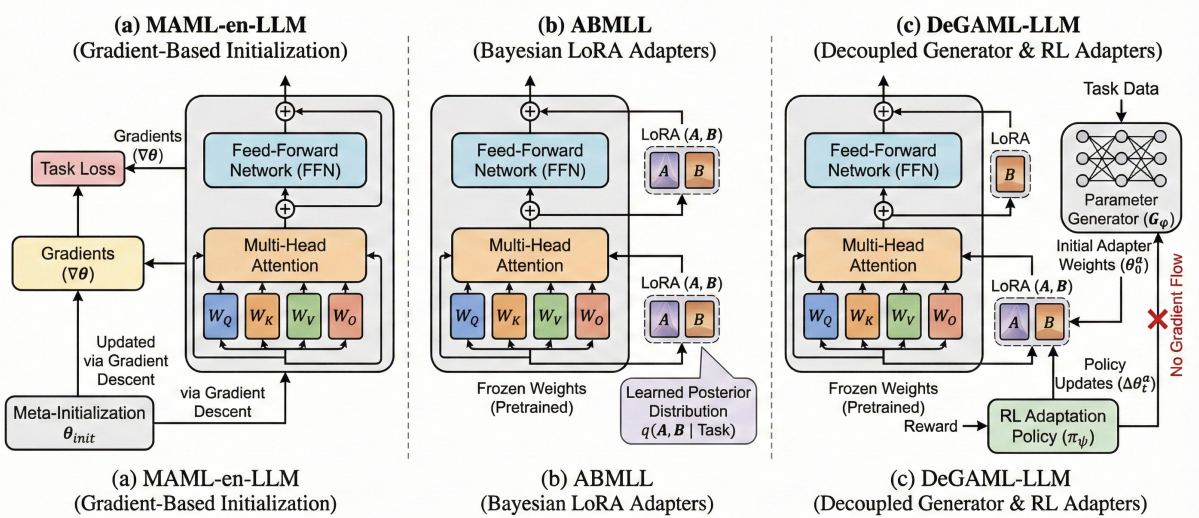 (a) MAML-en-LLM
(Gradient-Based Initialization)
Gradients
(∇θ)
Task Loss
Gradients
(∇θ)
Updated
via Gradient
Descent
via Gradient
Descent
Meta-Initialization
θ_init
Feed-Forward
Network (FFN)
Multi-Head
Attention
W_Q W_K W_V W_O
(a) MAML-en-LLM
(Gradient-Based Initialization)
(b) ABMLL
(Bayesian LoRA Adapters)
Feed-Forward
Network (FFN)
LoRA (A, B)
A B
Multi-Head
Attention
LoRA (A, B)
A B
W_Q W_K W_V W_O
Frozen Weights
(Pretrained)
Learned Posterior
Distribution
q(A, B | Task)
(b) ABMLL
(Bayesian LoRA Adapters)
(c) DeGAML-LLM
(Decoupled Generator & RL Adapters)
Feed-Forward
Network (FFN)
LoRA
B
Task Data
Parameter
Generator (G_φ)
Multi-Head
Attention
Initial Adapter
Weights (θ₀ᵃ)
LoRA (A, B)
A B
W_Q W_K W_V W_O
No Gradient Flow
Frozen Weights
(Pretrained)
Policy
Updates (Δθₜᵃ)
Reward
RL Adaptation
Policy (π_ψ)
(c) DeGAML-LLM
(Decoupled Generator & RL Adapters)